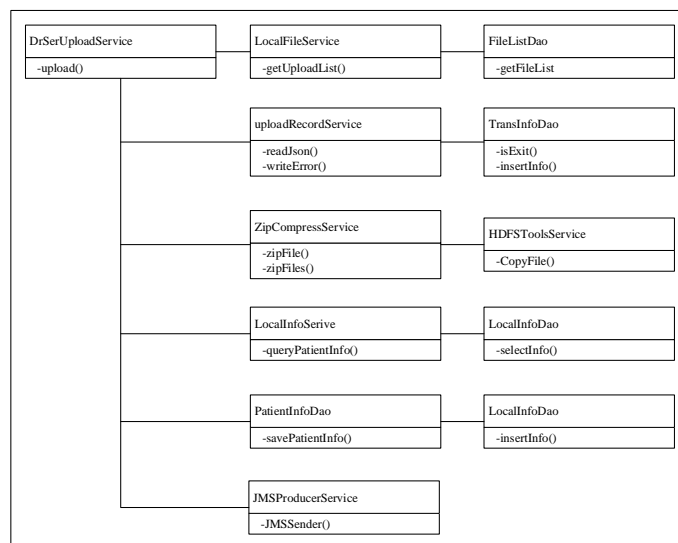 DrSerUploadService
-upload()
LocalFileService
-getUploadList()
FileListDao
-getFileList
uploadRecordService
-readJson()
-writeError()
TransInfoDao
-isExit()
-insertInfo()
ZipCompressService
-zipFile()
-zipFiles()
HDFSToolsService
-CopyFile()
LocalInfoSerive
-queryPatientInfo()
LocalInfoDao
-selectInfo()
PatientInfoDao
-savePatientInfo()
LocalInfoDao
-insertInfo()
JMSProducerService
-JMSSender()